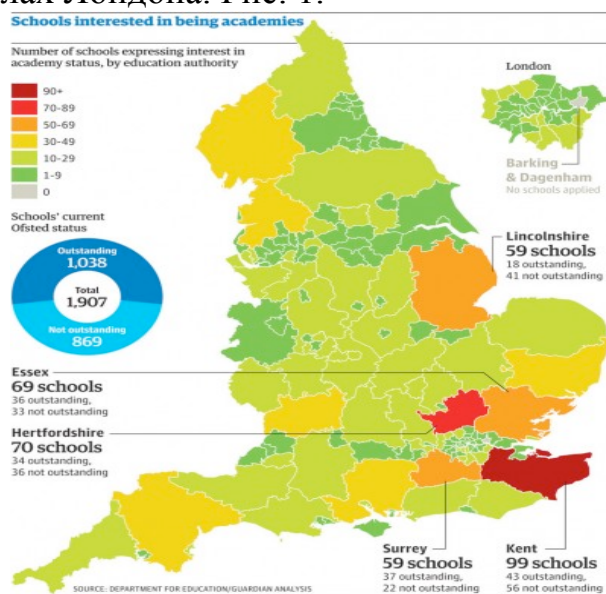 лах Лондона. Рис. 1.
Schools interested in being academies
Number of schools expressing interest in
academy status, by education authority
90+
70-89
50-69
30-49
10-29
1-9
0
Schools' current
Ofsted status
Outstanding
1,038
Total
1,907
Not outstanding
869
London
Barking
& Dagenham
No schools applied
Lincolnshire
59 schools
18 outstanding,
41 not outstanding
Essex
69 schools
36 outstanding,
33 not outstanding
Hertfordshire
70 schools
34 outstanding,
36 not outstanding
Surrey
59 schools
37 outstanding,
22 not outstanding
Kent
99 schools
43 outstanding,
56 not outstanding
SOURCE: DEPARTMENT FOR EDUCATION/GUARDIAN ANALYSIS